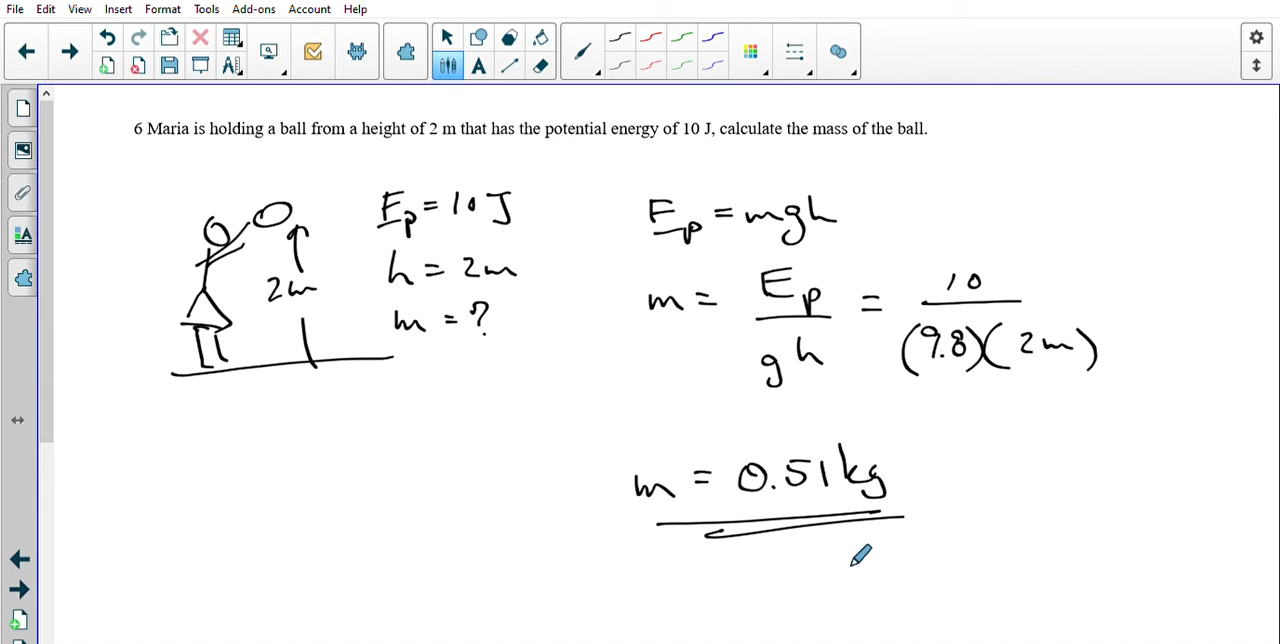 File Edit View Insert Format Tools Add-ons Account Help
6 Maria is holding a ball from a height of 2 m that has the potential energy of 10 J, calculate the mass of the ball.
2m
Ep = 10 J
h = 2m
m = ?
Ep = mgh
m = Ep / gh = 10 / (9.8)(2m)
m = 0.51kg